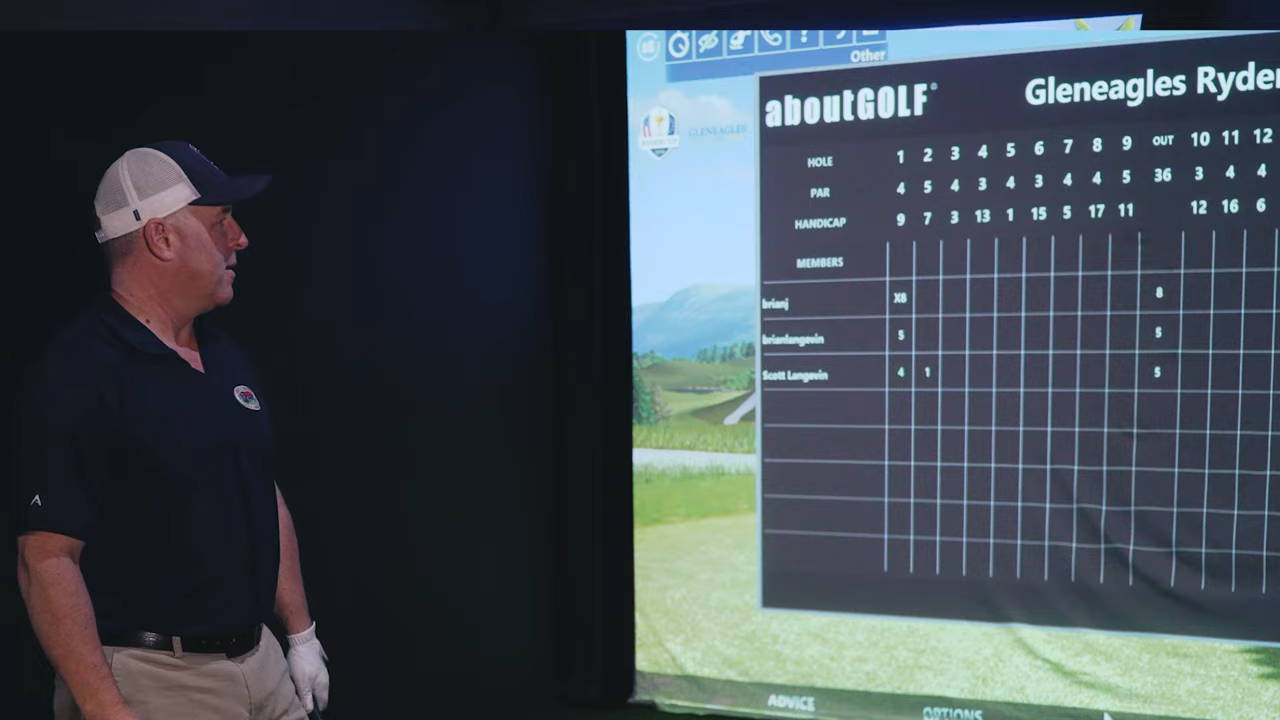 Other
aboutGOLF Gleneagles Ryder
GLENEAGLES
HOLE 1 2 3 4 5 6 7 8 9 OUT 10 11 12
PAR 4 5 4 3 4 3 4 4 5 36 3 4 4
HANDICAP 9 7 3 13 1 15 5 17 11 12 16 6
MEMBERS
brianj X8 8
brianlangevin 5 5
Scott Langevin 4 1 5
ADVICE OPTIONS